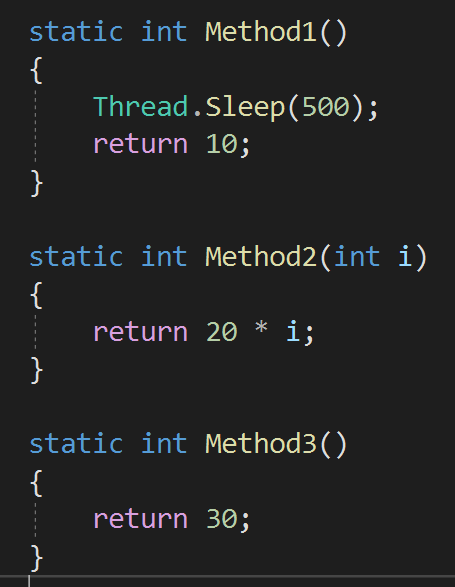 static int Method1()
{
    Thread.Sleep(500);
    return 10;
}
static int Method2(int i)
{
    return 20 * i;
}
static int Method3()
{
    return 30;
}